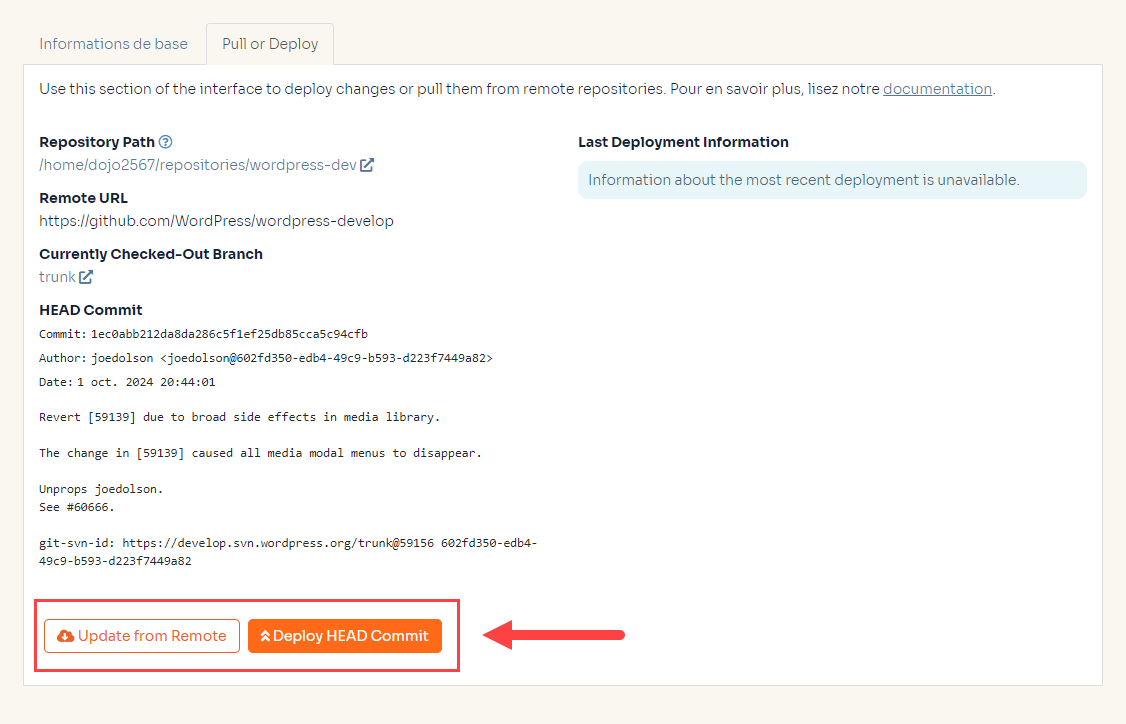 Informations de base
Pull or Deploy
Use this section of the interface to deploy changes or pull them from remote repositories. Pour en savoir plus, lisez notre documentation.
Repository Path
/home/dojo2567/repositories/wordpress-dev
Remote URL
https://github.com/WordPress/wordpress-develop
Currently Checked-Out Branch
trunk
HEAD Commit
Commit: 1ec0abb212da8da286c5f1ef25db85cca5c94cfb
Author: joedolson <joedolson@602fd350-edb4-49c9-b593-d223f7449a82>
Date: 1 oct. 2024 20:44:01
Revert [59139] due to broad side effects in media library.
The change in [59139] caused all media modal menus to disappear.
Unprops joedolson.
See #60666.
git-svn-id: https://develop.svn.wordpress.org/trunk@59156 602fd350-edb4-
49c9-b593-d223f7449a82
Update from Remote
Deploy HEAD Commit
Last Deployment Information
Information about the most recent deployment is unavailable.